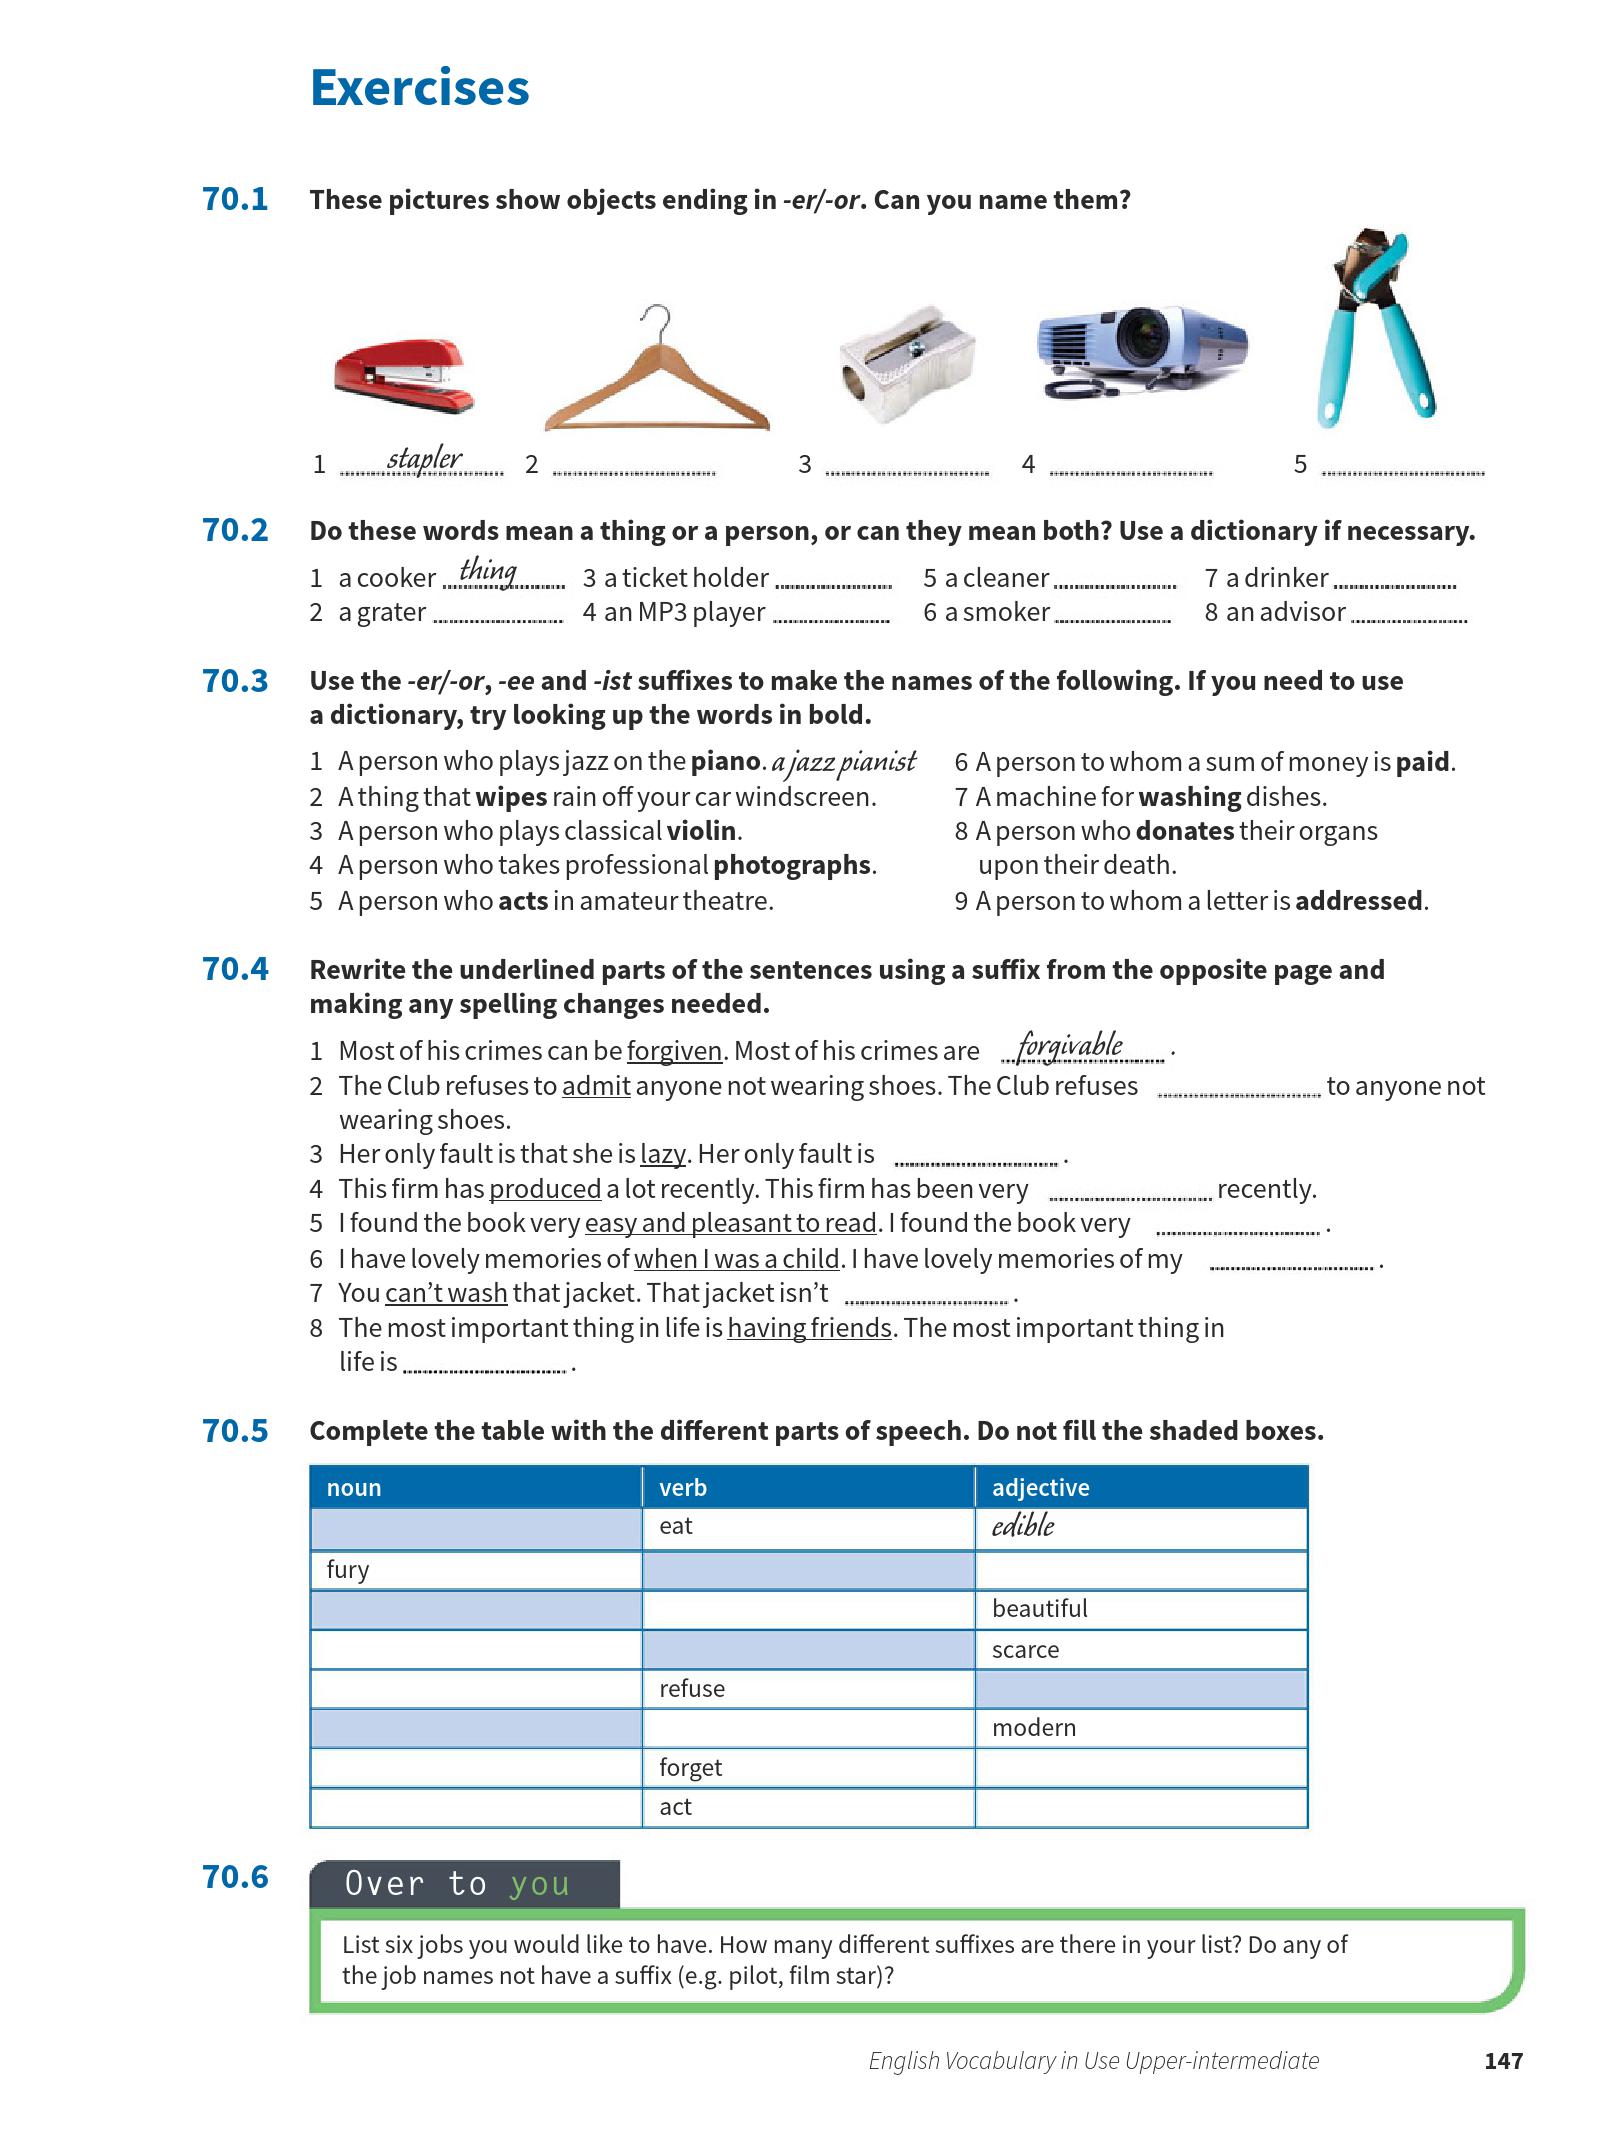 Exercises
70.1 These pictures show objects ending in -er/-or. Can you name them?
1 stapler 2 3 4 5
70.2 Do these words mean a thing or a person, or can they mean both? Use a dictionary if necessary.
1 a cooker thing 3 a ticket holder 5 a cleaner 7 a drinker
2 a grater 4 an MP3 player 6 a smoker 8 an advisor
70.3 Use the -er/-or, -ee and -ist suffixes to make the names of the following. If you need to use
a dictionary, try looking up the words in bold.
1 A person who plays jazz on the piano. a jazz pianist
2 A thing that wipes rain off your car windscreen.
3 A person who plays classical violin.
4 A person who takes professional photographs.
5 A person who acts in amateur theatre.
6 A person to whom a sum of money is paid.
7 A machine for washing dishes.
8 A person who donates their organs
upon their death.
9 A person to whom a letter is addressed.
70.4 Rewrite the underlined parts of the sentences using a suffix from the opposite page and
making any spelling changes needed.
1 Most of his crimes can be forgiven. Most of his crimes are forgivable .
2 The Club refuses to admit anyone not wearing shoes. The Club refuses to anyone not
wearing shoes.
3 Her only fault is that she is lazy. Her only fault is .
4 This firm has produced a lot recently. This firm has been very recently.
5 I found the book very easy and pleasant to read. I found the book very .
6 I have lovely memories of when I was a child. I have lovely memories of my .
7 You can't wash that jacket. That jacket isn't .
8 The most important thing in life is having friends. The most important thing in
life is .
70.5 Complete the table with the different parts of speech. Do not fill the shaded boxes.
noun verb adjective
eat edible
fury
beautiful
scarce
refuse
modern
forget
act
70.6 Over to you
List six jobs you would like to have. How many different suffixes are there in your list? Do any of
the job names not have a suffix (e.g. pilot, film star)?
English Vocabulary in Use Upper-intermediate 147